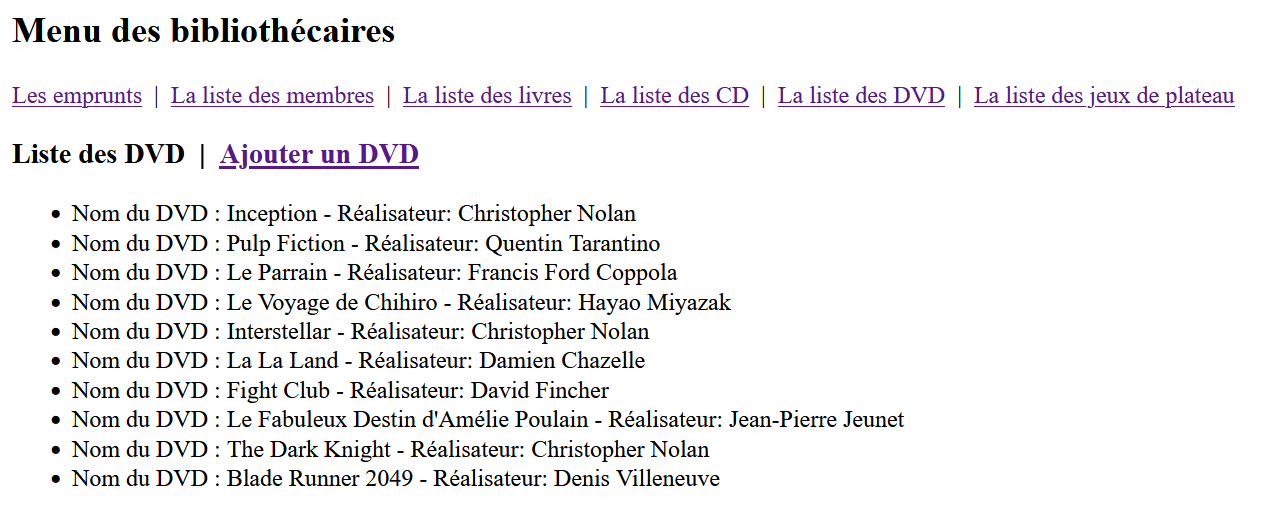 Menu des bibliothécaires
Les emprunts | La liste des membres | La liste des livres | La liste des CD | La liste des DVD | La liste des jeux de plateau
Liste des DVD | Ajouter un DVD
• Nom du DVD : Inception - Réalisateur: Christopher Nolan
• Nom du DVD : Pulp Fiction - Réalisateur: Quentin Tarantino
• Nom du DVD : Le Parrain - Réalisateur: Francis Ford Coppola
• Nom du DVD : Le Voyage de Chihiro - Réalisateur: Hayao Miyazak
• Nom du DVD : Interstellar - Réalisateur: Christopher Nolan
• Nom du DVD : La La Land - Réalisateur: Damien Chazelle
• Nom du DVD : Fight Club - Réalisateur: David Fincher
• Nom du DVD : Le Fabuleux Destin d'Amélie Poulain - Réalisateur: Jean-Pierre Jeunet
• Nom du DVD : The Dark Knight - Réalisateur: Christopher Nolan
• Nom du DVD : Blade Runner 2049 - Réalisateur: Denis Villeneuve